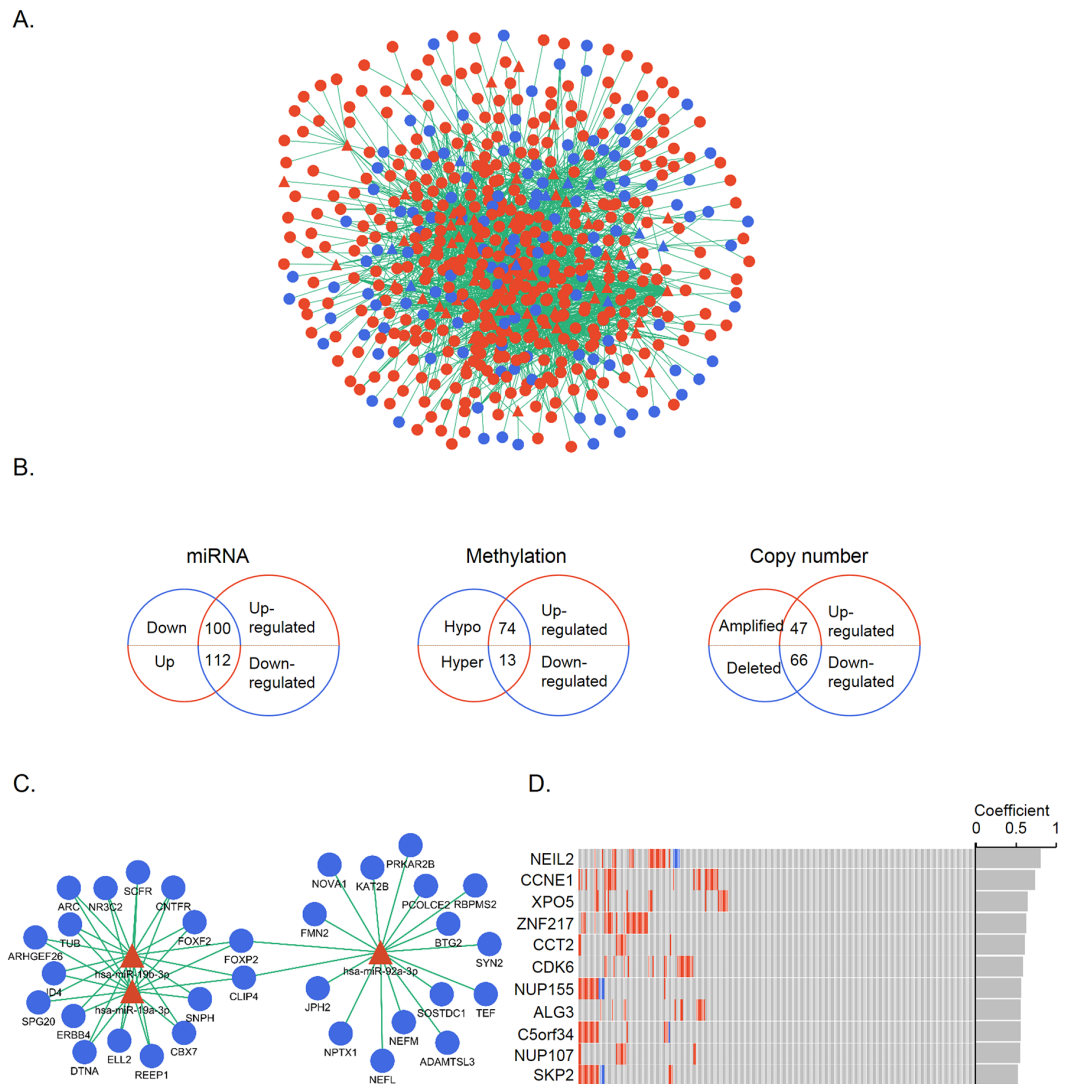 A.
B.
miRNA
Methylation
Copy number
Down
100
Up-
regulated
Up
112
Down-
regulated
Hypo
74
Up-
regulated
Hyper
13
Down-
regulated
Amplified
47
Up-
regulated
Deleted
66
Down-
regulated
C.
PRKAR2B
NOVA1
KAT2B
PCOLCE2
RBPMS2
ARC
NR3C2
CNTFR
FMN2
BTG2
TUB
FOXF2
SYN2
ARHGEF26
FOXP2
hsa-miR-19b-3p
hsa-miR-92a-3p
ID4
CLIP4
hsa-miR-19a-3p
JPH2
SOSTDC1
TEF
SPG20
SNPH
ERBB4
CBX7
NPTX1
NEFM
ADAMTSL3
DTNA
ELL2
REEP1
NEFL
D.
Coefficient
0 0.5 1
NEIL2
CCNE1
XPO5
ZNF217
CCT2
CDK6
NUP155
ALG3
C5orf34
NUP107
SKP2